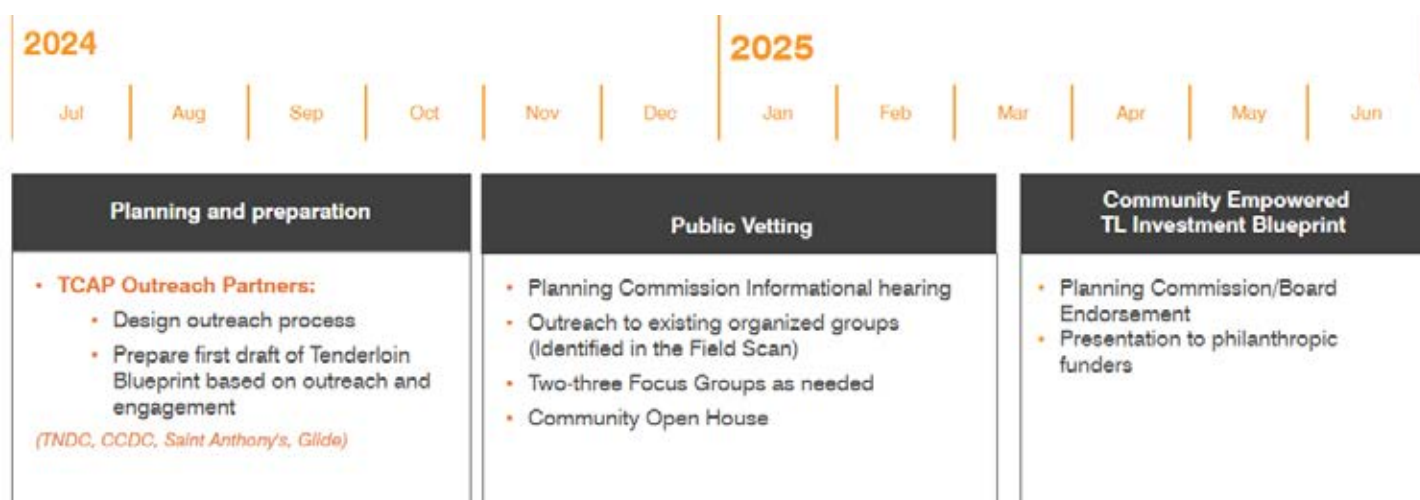 2024
2025
Jul Aug Sep Oct Nov Dec Jan Feb Mar Apr May Jun
Planning and preparation
• TCAP Outreach Partners:
• Design outreach process
• Prepare first draft of Tenderloin
Blueprint based on outreach and
engagement
(TNDC, CCDC, Saint Anthony's, Glide)
Public Vetting
• Planning Commission Informational hearing
• Outreach to existing organized groups
(Identified in the Field Scan)
• Two-three Focus Groups as needed
• Community Open House
Community Empowered
TL Investment Blueprint
• Planning Commission/Board
Endorsement
• Presentation to philanthropic
funders